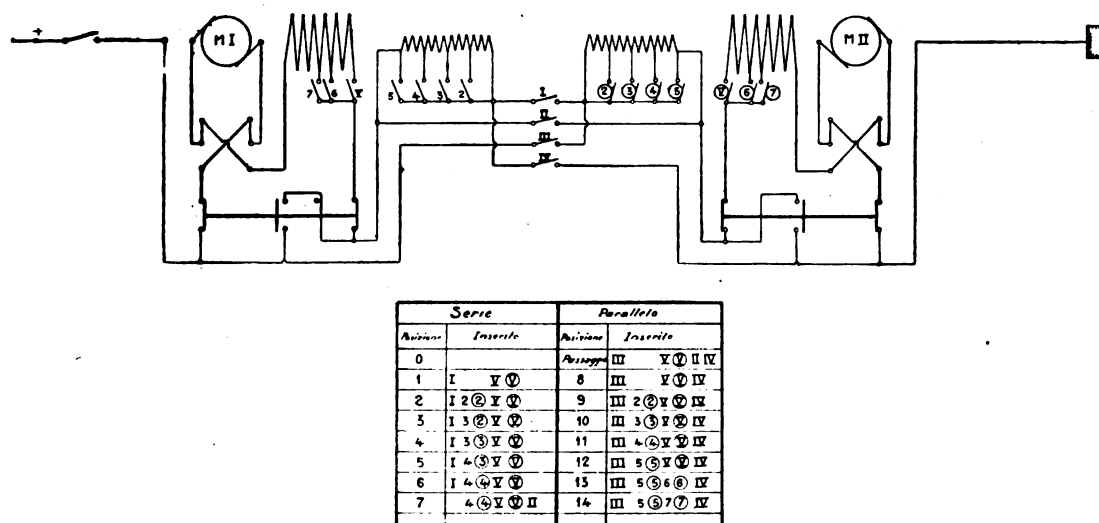 +
M I
M II
7 6 V
5 4 3 2
I
II
III
IV
② ③ ④ ⑤
Ⓥ ⑥ ⑦
Serie Parallelo
Posizione Inserito Posizione Inserito
0 Passaggio III V Ⓥ II IV
1 I V Ⓥ 8 III V Ⓥ IV
2 I 2 ② V Ⓥ 9 III 2 ② V Ⓥ IV
3 I 3 ② V Ⓥ 10 III 3 ③ V Ⓥ IV
4 I 3 ③ V Ⓥ 11 III 4 ④ V Ⓥ IV
5 I 4 ③ V Ⓥ 12 III 5 ⑤ V Ⓥ IV
6 I 4 ④ V Ⓥ 13 III 5 ⑤ 6 ⑥ IV
7 4 ④ V Ⓥ II 14 III 5 ⑤ 7 ⑦ IV